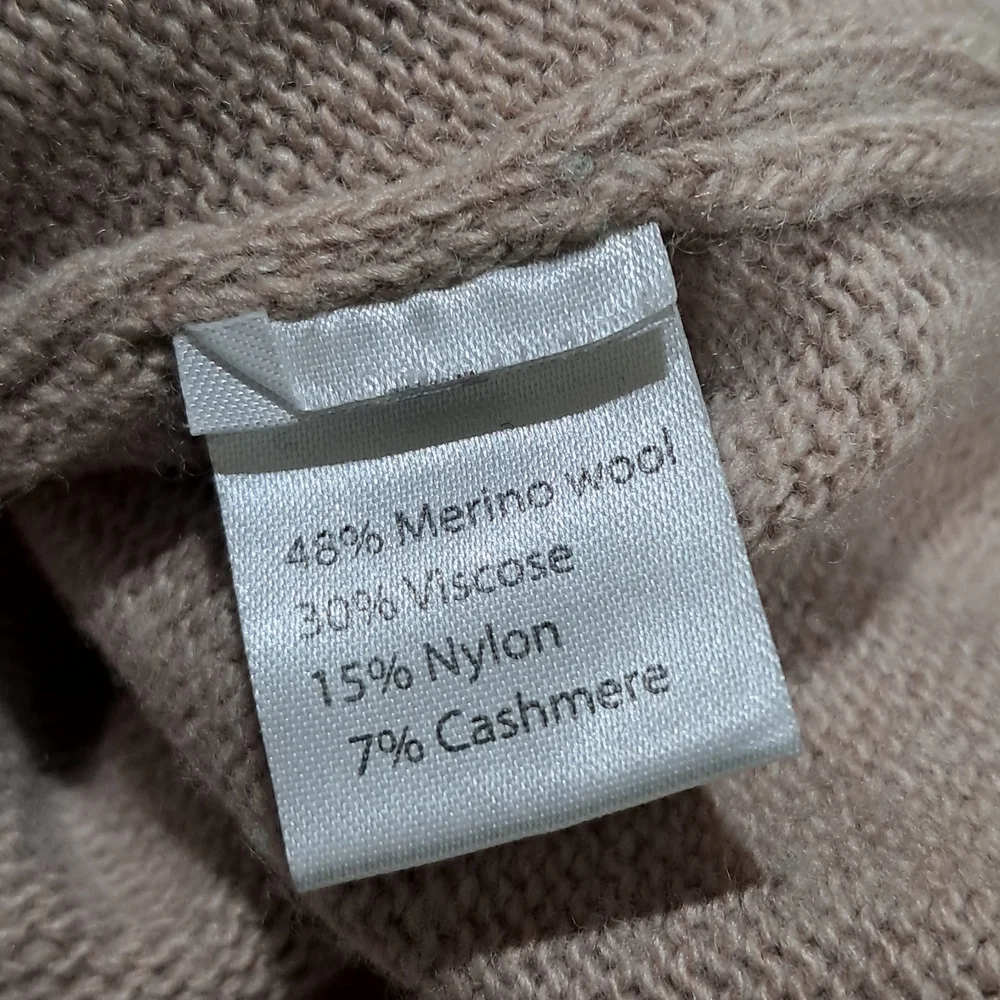 48% Merino wool
30% Viscose
15% Nylon
7% Cashmere